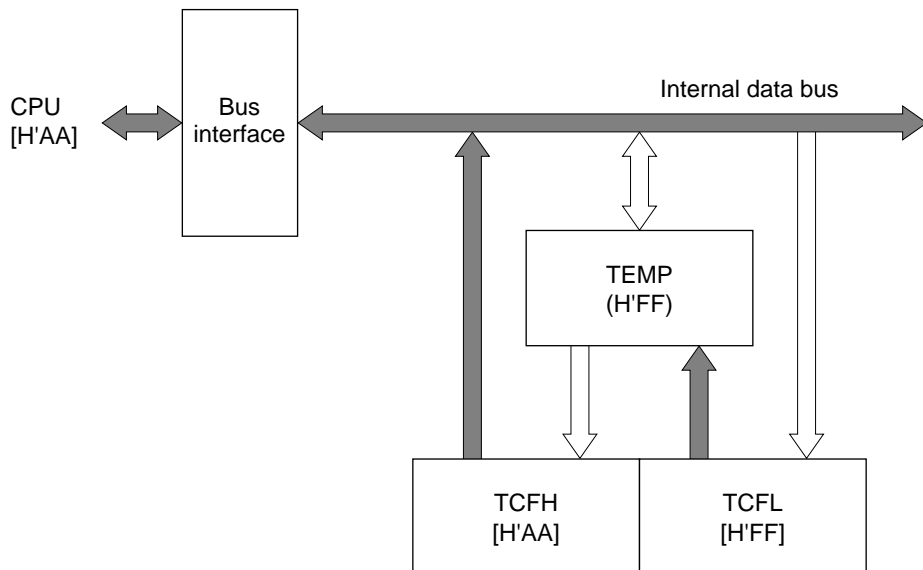 Internal data bus
CPU
[H'AA]
Bus
interface
TEMP
(H'FF)
TCFH
[H'AA]
TCFL
[H'FF]